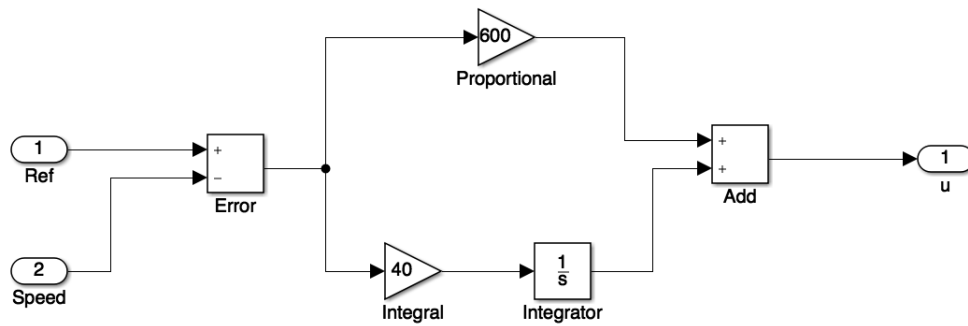 600
Proportional
1
Ref
+
−
Error
+
+
Add
1
u
2
Speed
40
Integral
1
s
Integrator